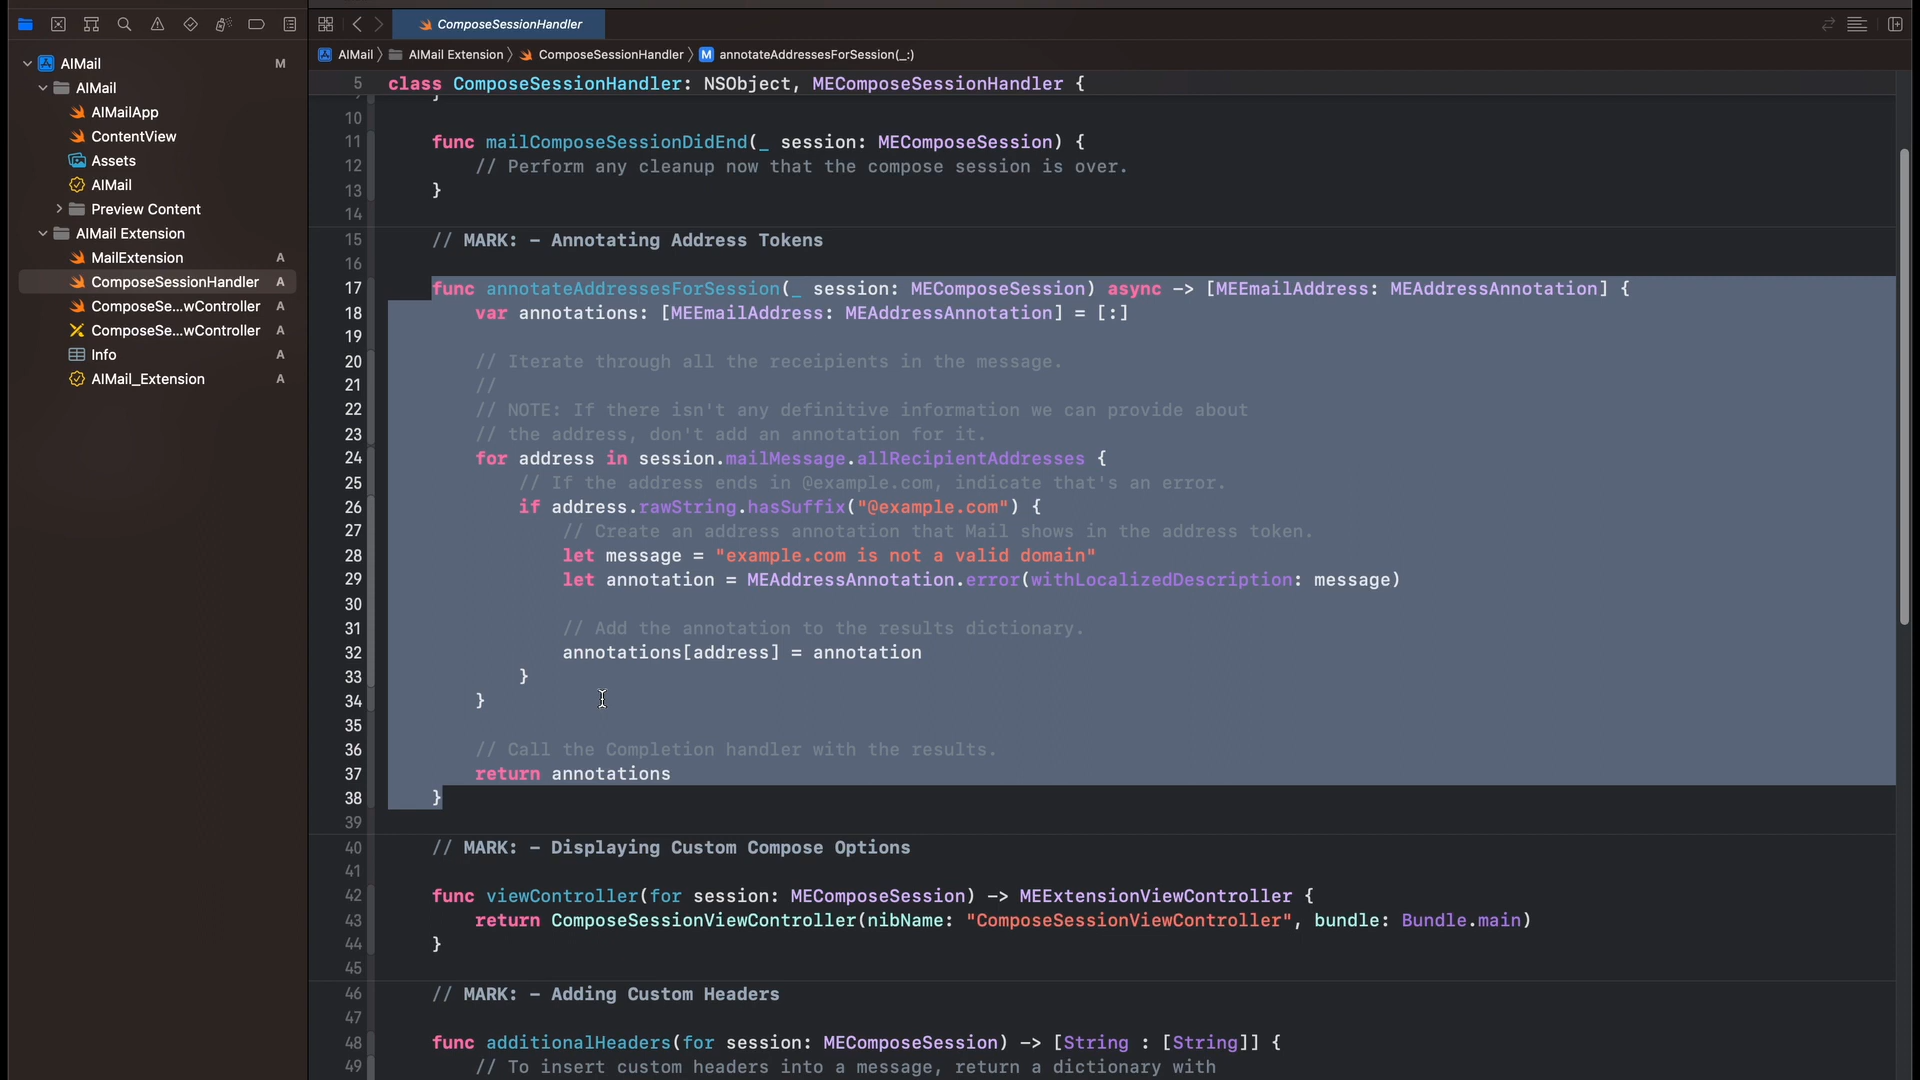 ComposeSessionHandler
AIMail
AIMail Extension
ComposeSessionHandler
M
annotateAddressesForSession(_:)
AIMail
M
AIMail
AIMailApp
ContentView
Assets
AIMail
Preview Content
AIMail Extension
MailExtension
A
ComposeSessionHandler
A
ComposeSe...wController
A
ComposeSe...wController
A
Info
A
AIMail_Extension
A
5 class ComposeSessionHandler: NSObject, MEComposeSessionHandler {
}
10
11 func mailComposeSessionDidEnd(_ session: MEComposeSession) {
12 // Perform any cleanup now that the compose session is over.
13 }
14
15 // MARK: - Annotating Address Tokens
16
17 func annotateAddressesForSession(_ session: MEComposeSession) async -> [MEEmailAddress: MEAddressAnnotation] {
18 var annotations: [MEEmailAddress: MEAddressAnnotation] = [:]
19
20 // Iterate through all the receipients in the message.
21 //
22 // NOTE: If there isn't any definitive information we can provide about
23 // the address, don't add an annotation for it.
24 for address in session.mailMessage.allRecipientAddresses {
25 // If the address ends in @example.com, indicate that's an error.
26 if address.rawString.hasSuffix("@example.com") {
27 // Create an address annotation that Mail shows in the address token.
28 let message = "example.com is not a valid domain"
29 let annotation = MEAddressAnnotation.error(withLocalizedDescription: message)
30
31 // Add the annotation to the results dictionary.
32 annotations[address] = annotation
33 }
34 }
35
36 // Call the Completion handler with the results.
37 return annotations
38 }
39
40 // MARK: - Displaying Custom Compose Options
41
42 func viewController(for session: MEComposeSession) -> MEExtensionViewController {
43 return ComposeSessionViewController(nibName: "ComposeSessionViewController", bundle: Bundle.main)
44 }
45
46 // MARK: - Adding Custom Headers
47
48 func additionalHeaders(for session: MEComposeSession) -> [String : [String]] {
49 // To insert custom headers into a message, return a dictionary with